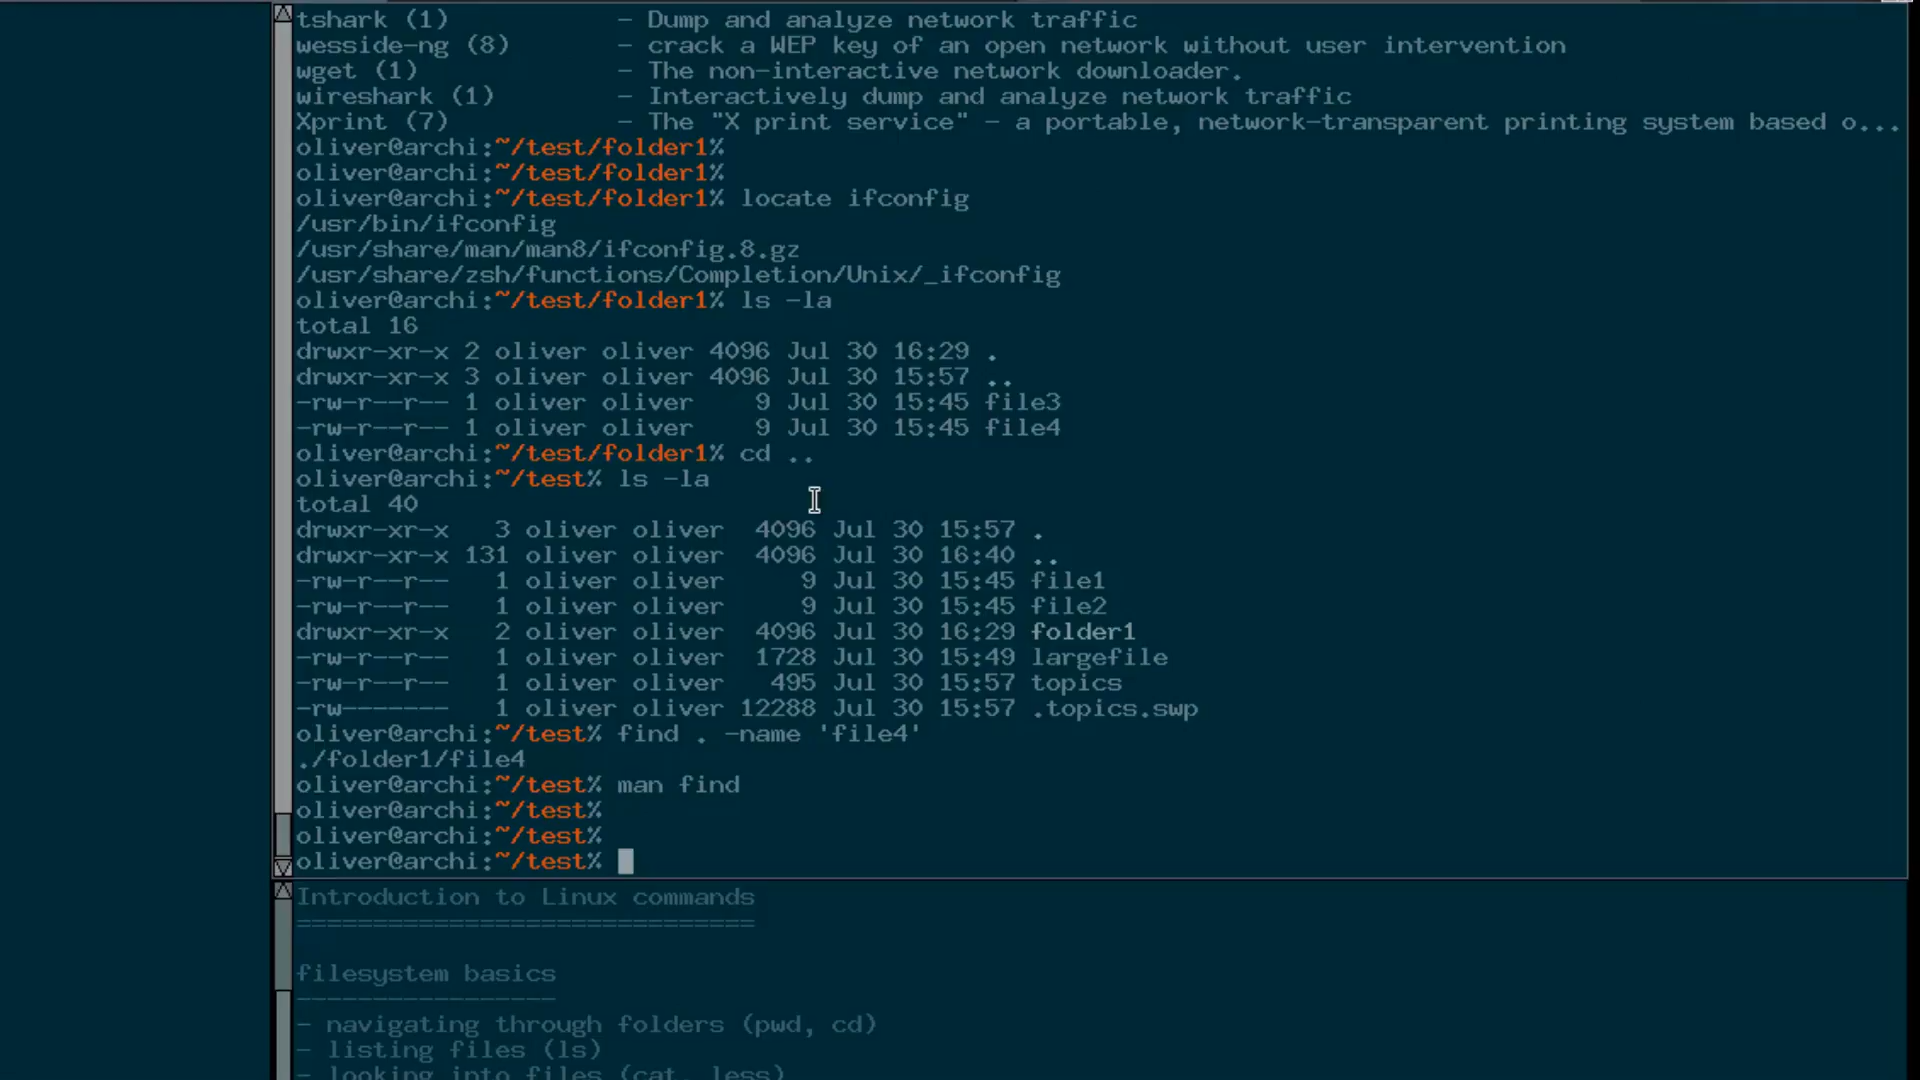 tshark (1)           - Dump and analyze network traffic
wesside-ng (8)       - crack a WEP key of an open network without user intervention
wget (1)             - The non-interactive network downloader.
wireshark (1)        - Interactively dump and analyze network traffic
Xprint (7)           - The "X print service" - a portable, network-transparent printing system based o...
oliver@archi:~/test/folder1%
oliver@archi:~/test/folder1%
oliver@archi:~/test/folder1% locate ifconfig
/usr/bin/ifconfig
/usr/share/man/man8/ifconfig.8.gz
/usr/share/zsh/functions/Completion/Unix/_ifconfig
oliver@archi:~/test/folder1% ls -la
total 16
drwxr-xr-x 2 oliver oliver 4096 Jul 30 16:29 .
drwxr-xr-x 3 oliver oliver 4096 Jul 30 15:57 ..
-rw-r--r-- 1 oliver oliver    9 Jul 30 15:45 file3
-rw-r--r-- 1 oliver oliver    9 Jul 30 15:45 file4
oliver@archi:~/test/folder1% cd ..
oliver@archi:~/test% ls -la
total 40
drwxr-xr-x   3 oliver oliver  4096 Jul 30 15:57 .
drwxr-xr-x 131 oliver oliver  4096 Jul 30 16:40 ..
-rw-r--r--   1 oliver oliver     9 Jul 30 15:45 file1
-rw-r--r--   1 oliver oliver     9 Jul 30 15:45 file2
drwxr-xr-x   2 oliver oliver  4096 Jul 30 16:29 folder1
-rw-r--r--   1 oliver oliver  1728 Jul 30 15:49 largefile
-rw-r--r--   1 oliver oliver   495 Jul 30 15:57 topics
-rw-------   1 oliver oliver 12288 Jul 30 15:57 .topics.swp
oliver@archi:~/test% find . -name 'file4'
./folder1/file4
oliver@archi:~/test% man find
oliver@archi:~/test%
oliver@archi:~/test%
oliver@archi:~/test%
Introduction to Linux commands
==============================
filesystem basics
-----------------
- navigating through folders (pwd, cd)
- listing files (ls)
- looking into files (cat, less)